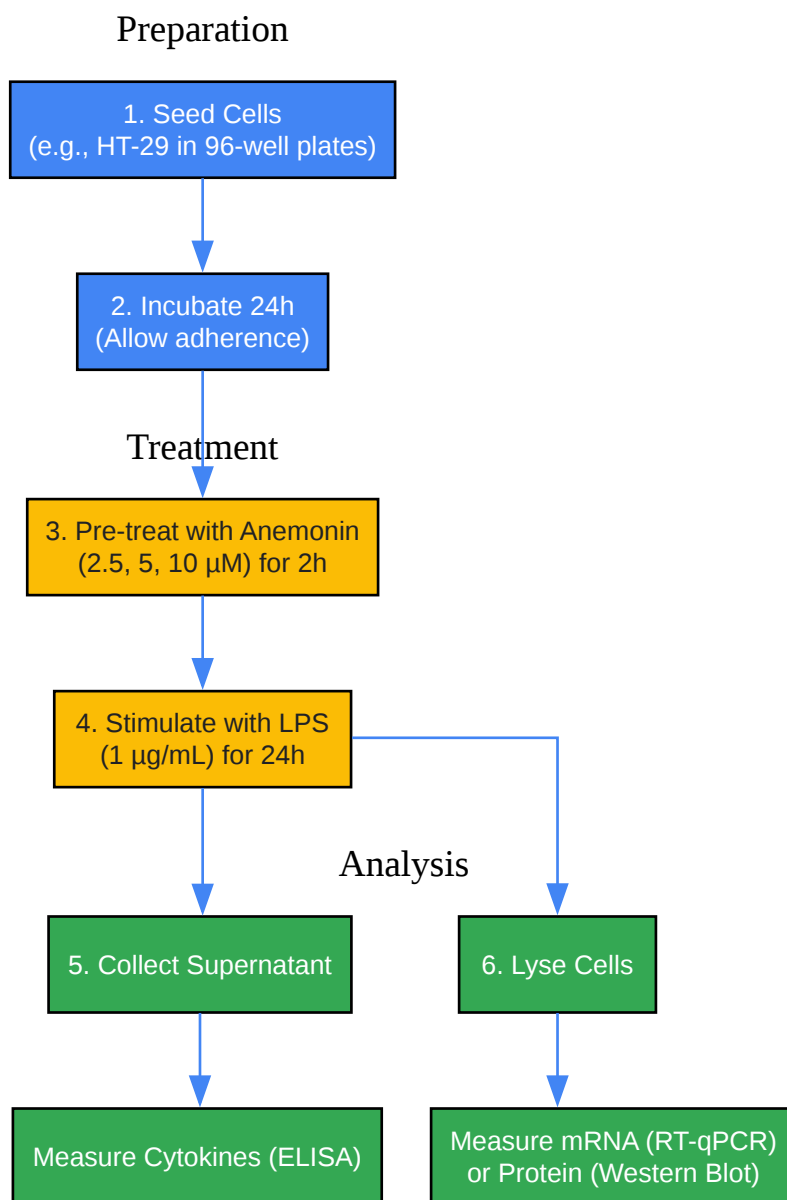 Preparation
1. Seed Cells
(e.g., HT-29 in 96-well plates)
2. Incubate 24h
(Allow adherence)
Treatment
3. Pre-treat with Anemonin
(2.5, 5, 10 µM) for 2h
4. Stimulate with LPS
(1 µg/mL) for 24h
Analysis
5. Collect Supernatant
6. Lyse Cells
Measure Cytokines (ELISA)
Measure mRNA (RT-qPCR)
or Protein (Western Blot)